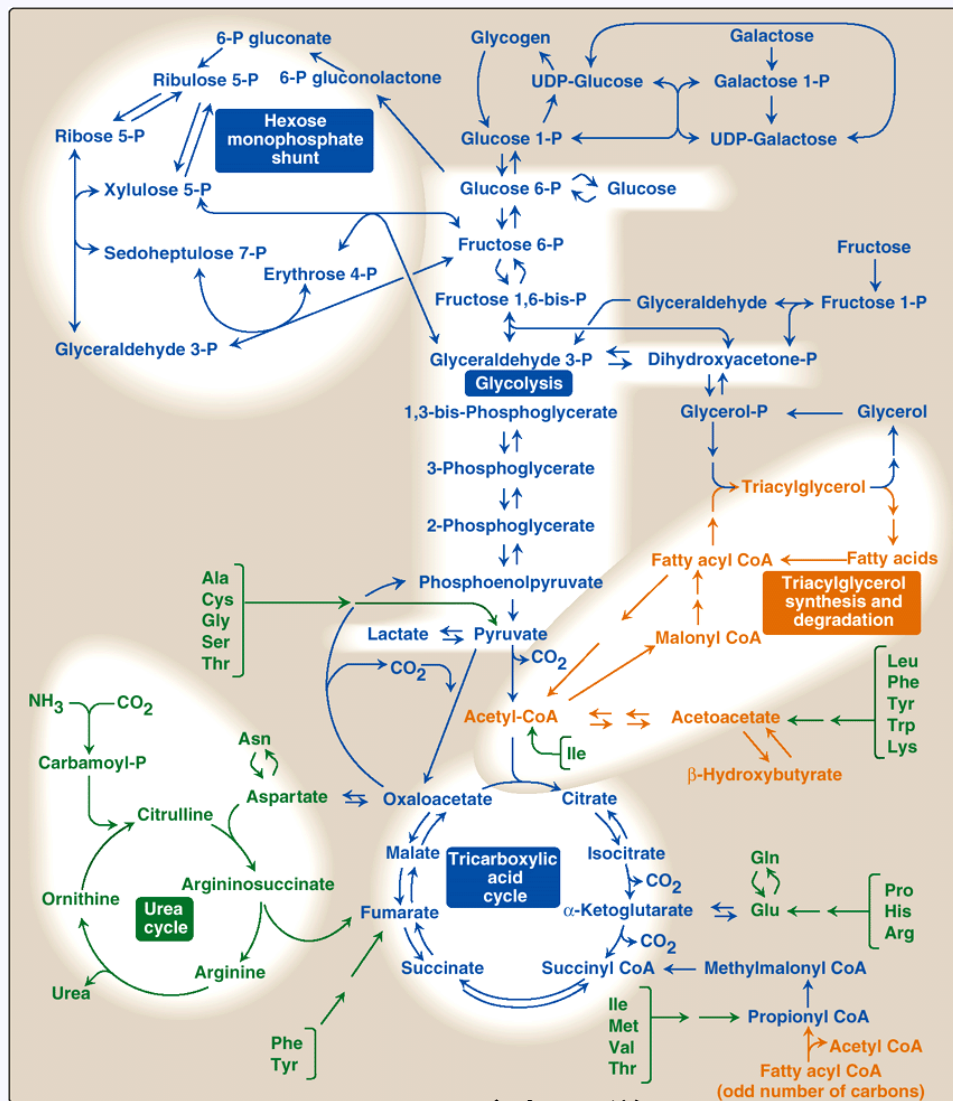 6-P gluconate
Glycogen
Galactose
Ribulose 5-P
6-P gluconolactone
UDP-Glucose
Galactose 1-P
Ribose 5-P
Hexose
monophosphate
shunt
Glucose 1-P
UDP-Galactose
Xylulose 5-P
Glucose 6-P
Glucose
Sedoheptulose 7-P
Fructose 6-P
Fructose
Erythrose 4-P
Fructose 1,6-bis-P
Glyceraldehyde
Fructose 1-P
Glyceraldehyde 3-P
Glyceraldehyde 3-P
Dihydroxyacetone-P
Glycolysis
1,3-bis-Phosphoglycerate
Glycerol-P
Glycerol
3-Phosphoglycerate
Triacylglycerol
2-Phosphoglycerate
Fatty acyl CoA
Fatty acids
Ala
Cys
Gly
Ser
Thr
Phosphoenolpyruvate
Triacylglycerol
synthesis and
degradation
Lactate
Pyruvate
Malonyl CoA
CO2
CO2
Leu
Phe
Tyr
Trp
Lys
NH3
CO2
Acetyl-CoA
Acetoacetate
Asn
Ile
Carbamoyl-P
β-Hydroxybutyrate
Aspartate
Oxaloacetate
Citrate
Citrulline
Malate
Tricarboxylic
acid
cycle
Isocitrate
Gln
CO2
Ornithine
Argininosuccinate
Urea
cycle
Fumarate
α-Ketoglutarate
Glu
Pro
His
Arg
CO2
Arginine
Succinate
Succinyl CoA
Methylmalonyl CoA
Urea
Ile
Met
Val
Thr
Propionyl CoA
Phe
Tyr
Acetyl CoA
Fatty acyl CoA
(odd number of carbons)